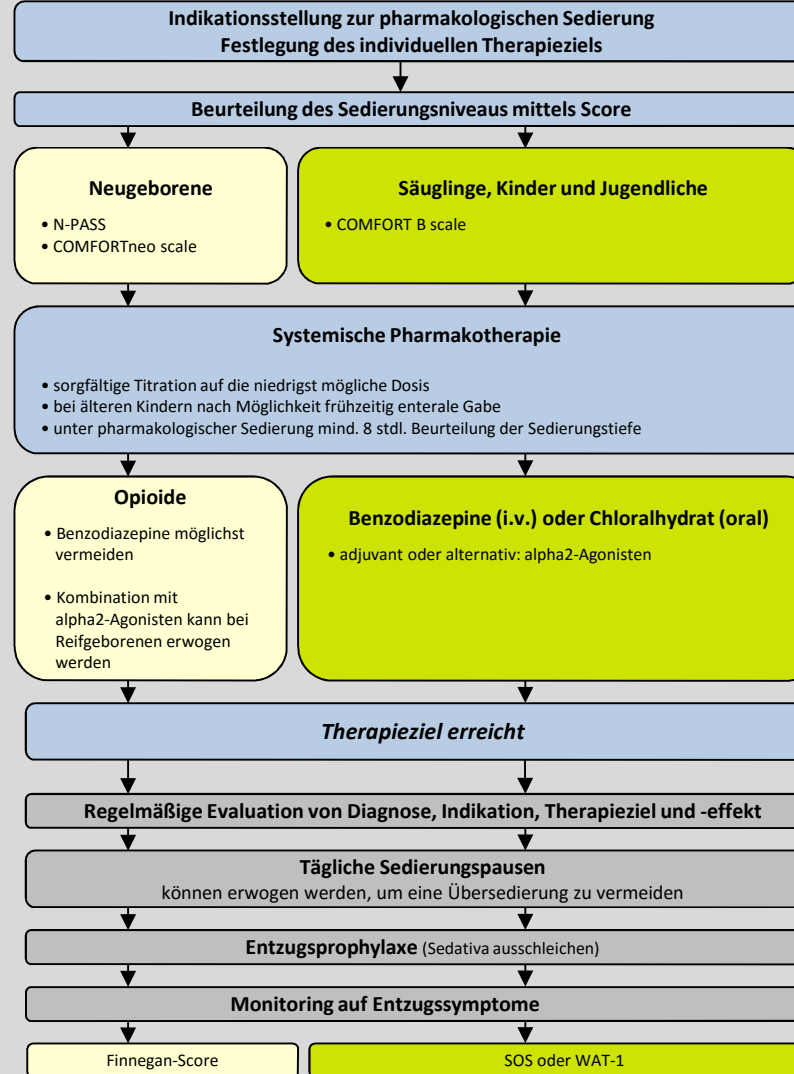 Indikationsstellung zur pharmakologischen Sedierung
Festlegung des individuellen Therapieziels
Beurteilung des Sedierungsniveaus mittels Score
Neugeborene
• N-PASS
• COMFORTneo scale
Säuglinge, Kinder und Jugendliche
• COMFORT B scale
Systemische Pharmakotherapie
• sorgfältige Titration auf die niedrigst mögliche Dosis
• bei älteren Kindern nach Möglichkeit frühzeitig enterale Gabe
• unter pharmakologischer Sedierung mind. 8 stdl. Beurteilung der Sedierungstiefe
Opioide
• Benzodiazepine möglichst
vermeiden
• Kombination mit
alpha2-Agonisten kann bei
Reifgeborenen erwogen
werden
Benzodiazepine (i.v.) oder Chloralhydrat (oral)
• adjuvant oder alternativ: alpha2-Agonisten
Therapieziel erreicht
Regelmäßige Evaluation von Diagnose, Indikation, Therapieziel und -effekt
Tägliche Sedierungspausen
können erwogen werden, um eine Übersedierung zu vermeiden
Entzugsprophylaxe (Sedativa ausschleichen)
Monitoring auf Entzugssymptome
Finnegan-Score
SOS oder WAT-1